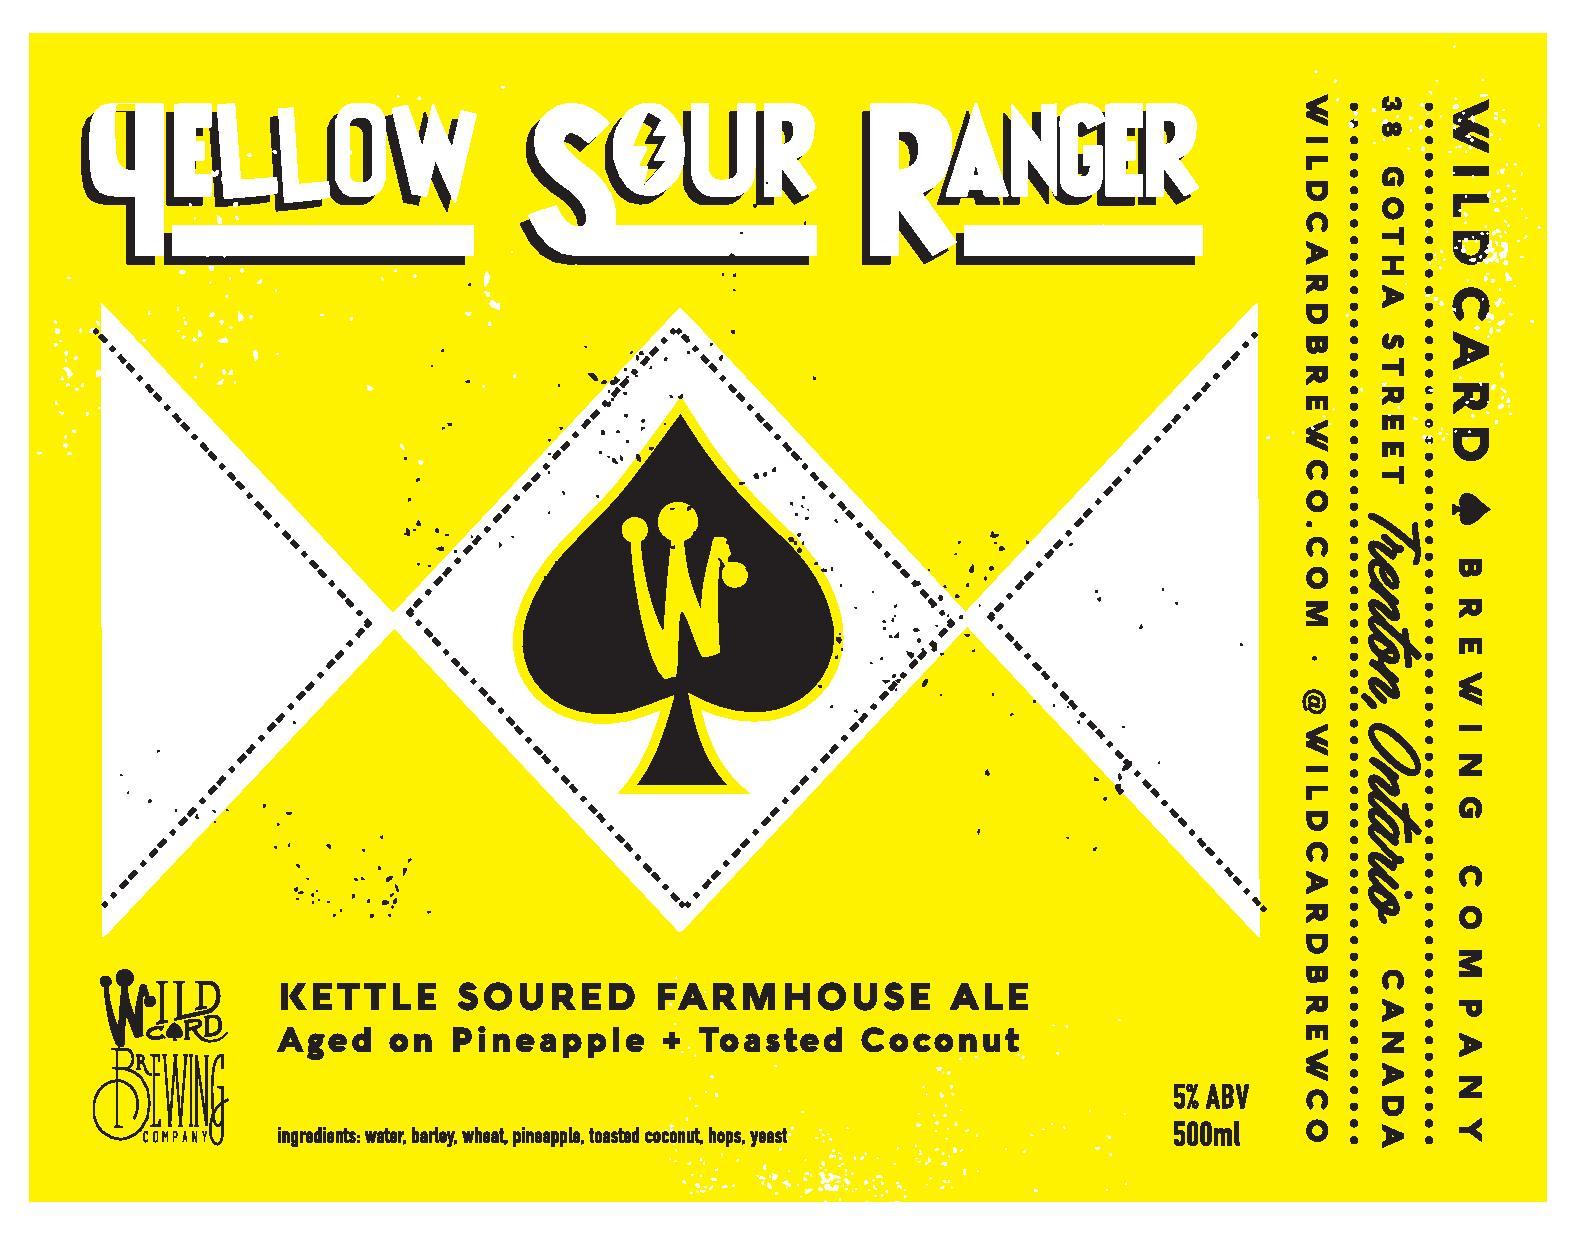 YELLOW SOUR RANGER
W
WILD
CARD
BREWING
COMPANY
KETTLE SOURED FARMHOUSE ALE
Aged on Pineapple + Toasted Coconut
ingredients: water, barley, wheat, pineapple, toasted coconut, hops, yeast
5% ABV
500ml
WILD CARD ♠ BREWING COMPANY
38 GOTHA STREET Trenton, Ontario CANADA
WILDCARDBREWCO.COM · @WILDCARDBREWCO